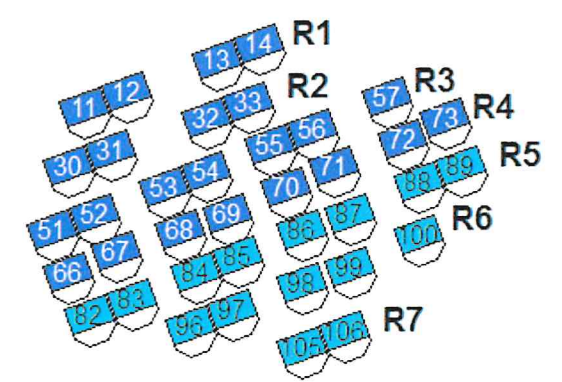 11 12 13 14 R1
30 31 32 33 R2
51 52 53 54 55 56 57 R3
66 67 68 69 70 71 72 73 R4
82 83 84 85 86 87 88 89 R5
96 97 98 99 100 R6
105 106 R7